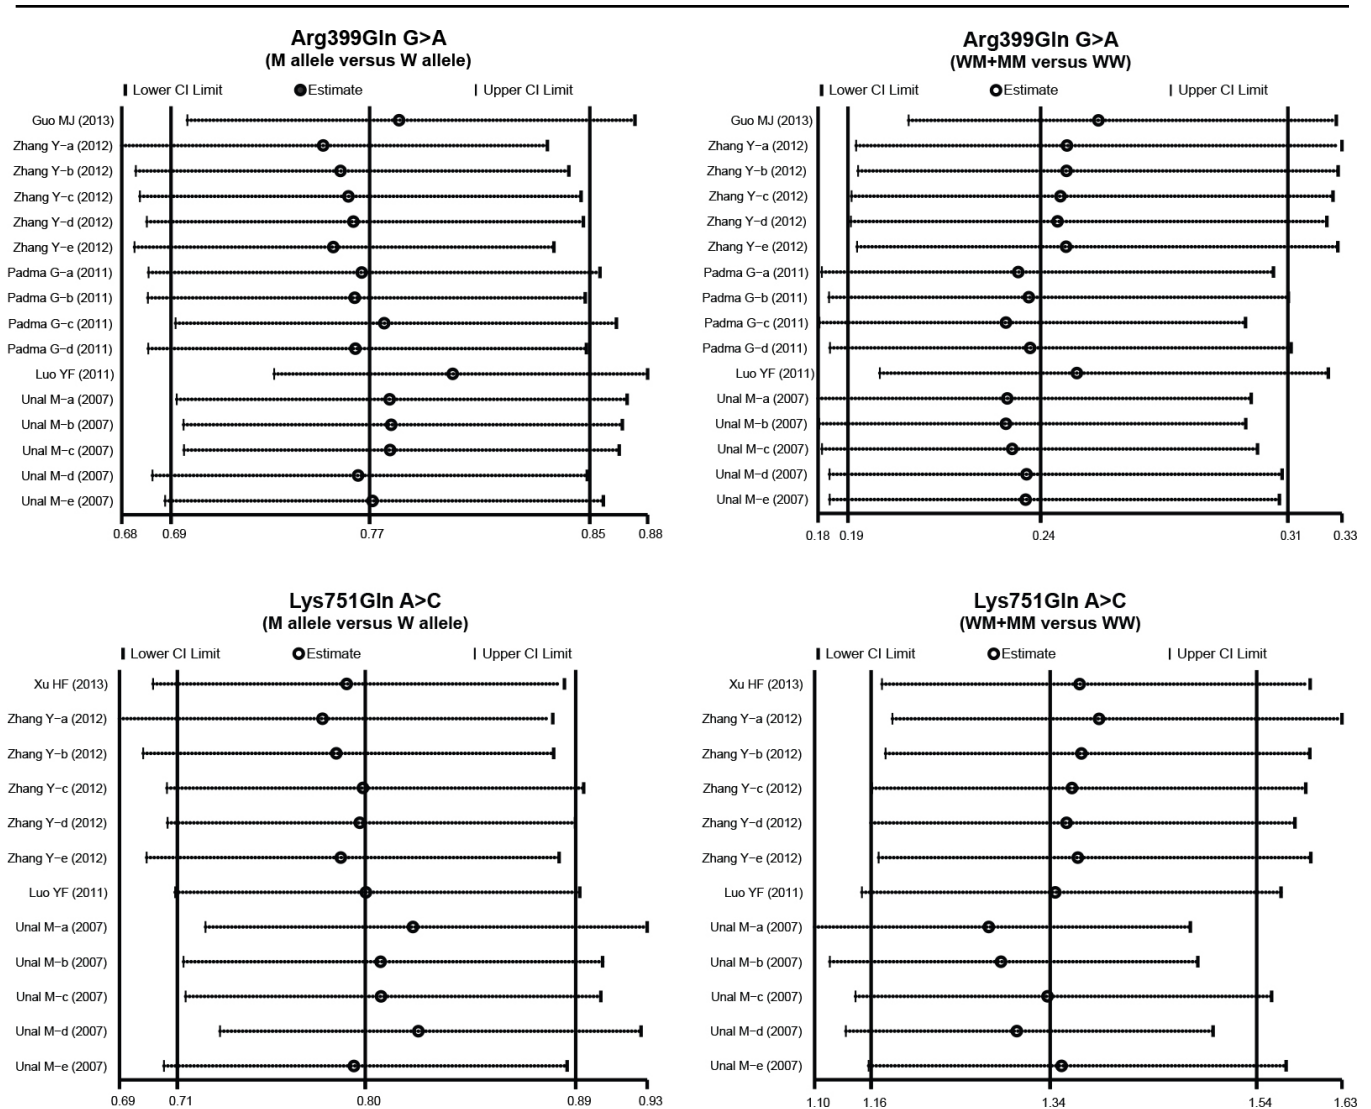 Arg399Gln G>A
(M allele versus W allele)
Lower CI Limit Estimate Upper CI Limit
Guo MJ (2013)
Zhang Y−a (2012)
Zhang Y−b (2012)
Zhang Y−c (2012)
Zhang Y−d (2012)
Zhang Y−e (2012)
Padma G−a (2011)
Padma G−b (2011)
Padma G−c (2011)
Padma G−d (2011)
Luo YF (2011)
Unal M−a (2007)
Unal M−b (2007)
Unal M−c (2007)
Unal M−d (2007)
Unal M−e (2007)
0.68 0.69 0.77 0.85 0.88
Arg399Gln G>A
(WM+MM versus WW)
Lower CI Limit Estimate Upper CI Limit
Guo MJ (2013)
Zhang Y−a (2012)
Zhang Y−b (2012)
Zhang Y−c (2012)
Zhang Y−d (2012)
Zhang Y−e (2012)
Padma G−a (2011)
Padma G−b (2011)
Padma G−c (2011)
Padma G−d (2011)
Luo YF (2011)
Unal M−a (2007)
Unal M−b (2007)
Unal M−c (2007)
Unal M−d (2007)
Unal M−e (2007)
0.18 0.19 0.24 0.31 0.33
Lys751Gln A>C
(M allele versus W allele)
Lower CI Limit Estimate Upper CI Limit
Xu HF (2013)
Zhang Y−a (2012)
Zhang Y−b (2012)
Zhang Y−c (2012)
Zhang Y−d (2012)
Zhang Y−e (2012)
Luo YF (2011)
Unal M−a (2007)
Unal M−b (2007)
Unal M−c (2007)
Unal M−d (2007)
Unal M−e (2007)
0.69 0.71 0.80 0.89 0.93
Lys751Gln A>C
(WM+MM versus WW)
Lower CI Limit Estimate Upper CI Limit
Xu HF (2013)
Zhang Y−a (2012)
Zhang Y−b (2012)
Zhang Y−c (2012)
Zhang Y−d (2012)
Zhang Y−e (2012)
Luo YF (2011)
Unal M−a (2007)
Unal M−b (2007)
Unal M−c (2007)
Unal M−d (2007)
Unal M−e (2007)
1.10 1.16 1.34 1.54 1.63